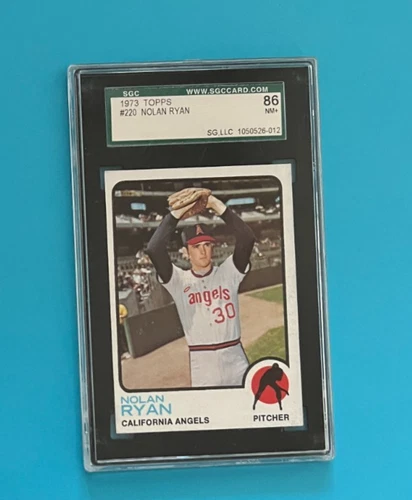 SGC WWW.SGCCARD.COM
1973 TOPPS 86
#220 NOLAN RYAN NM+
SG,LLC 1050526-012
A
angels
30
NOLAN
RYAN
CALIFORNIA ANGELS PITCHER